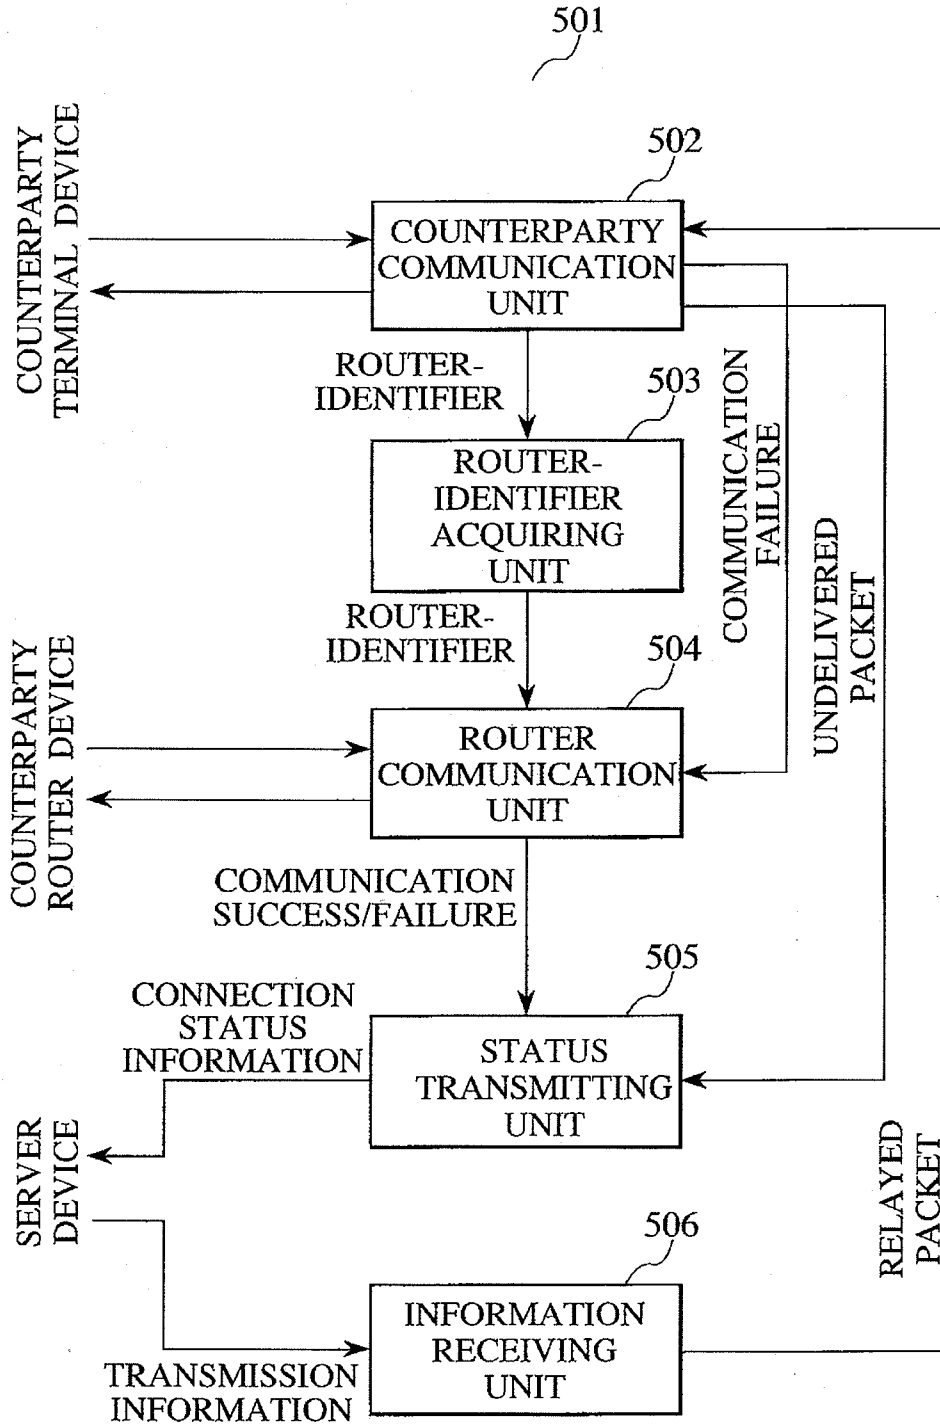 501
502
COUNTERPARTY
TERMINAL DEVICE
COUNTERPARTY
COMMUNICATION
UNIT
ROUTER-
IDENTIFIER
503
ROUTER-
IDENTIFIER
ACQUIRING
UNIT
COMMUNICATION
FAILURE
UNDELIVERED
PACKET
ROUTER-
IDENTIFIER
504
COUNTERPARTY
ROUTER DEVICE
ROUTER
COMMUNICATION
UNIT
COMMUNICATION
SUCCESS/FAILURE
505
CONNECTION
STATUS
INFORMATION
STATUS
TRANSMITTING
UNIT
SERVER
DEVICE
RELAYED
PACKET
506
INFORMATION
RECEIVING
UNIT
TRANSMISSION
INFORMATION